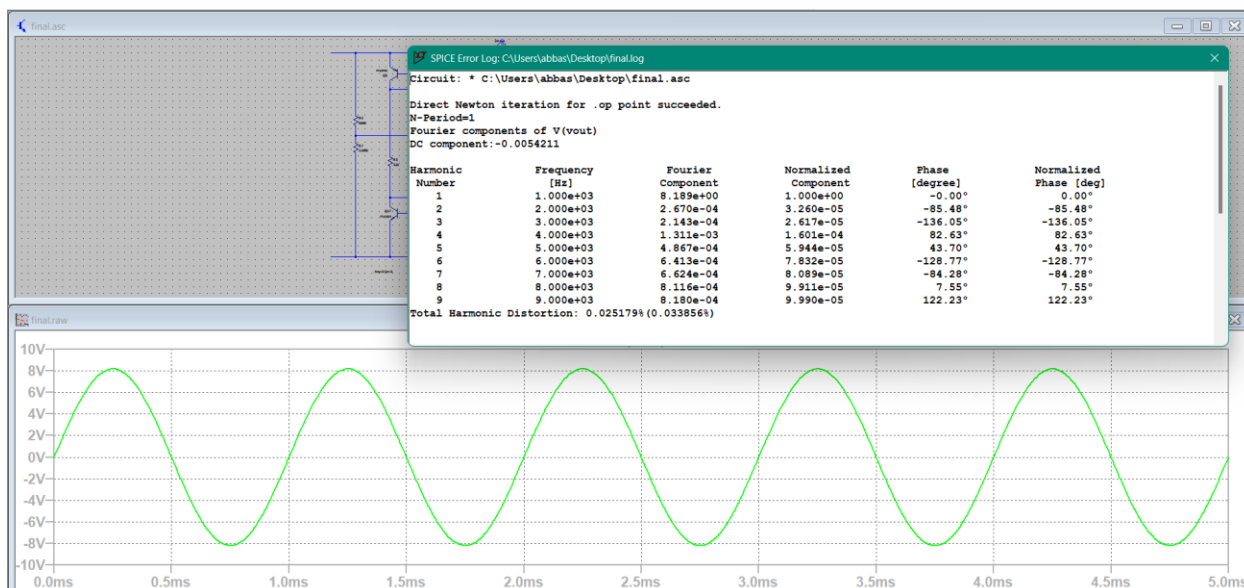 final.asc
SPICE Error Log: C:\Users\abbas\Desktop\final.log
Circuit: * C:\Users\abbas\Desktop\final.asc
Direct Newton iteration for .op point succeeded.
N-Period=1
Fourier components of V(vout)
DC component:-0.0054211
Harmonic Frequency Fourier Normalized Phase Normalized
Number [Hz] Component Component [degree] Phase [deg]
1 1.000e+03 8.189e+00 1.000e+00 -0.00° 0.00°
2 2.000e+03 2.670e-04 3.260e-05 -85.48° -85.48°
3 3.000e+03 2.143e-04 2.617e-05 -136.05° -136.05°
4 4.000e+03 1.311e-03 1.601e-04 82.63° 82.63°
5 5.000e+03 4.867e-04 5.944e-05 43.70° 43.70°
6 6.000e+03 6.413e-04 7.832e-05 -128.77° -128.77°
7 7.000e+03 6.624e-04 8.089e-05 -84.28° -84.28°
8 8.000e+03 8.116e-04 9.911e-05 7.55° 7.55°
9 9.000e+03 8.180e-04 9.990e-05 122.23° 122.23°
Total Harmonic Distortion: 0.025179%(0.033856%)
final.raw
10V
8V
6V
4V
2V
0V
-2V
-4V
-6V
-8V
-10V
0.0ms 0.5ms 1.0ms 1.5ms 2.0ms 2.5ms 3.0ms 3.5ms 4.0ms 4.5ms 5.0ms